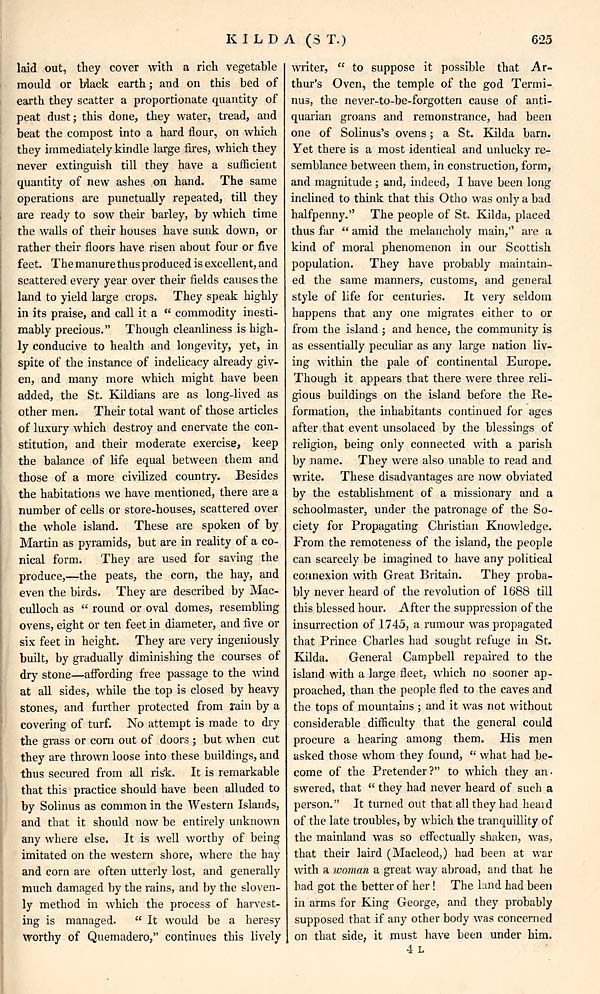 KILDA (ST.) 625
laid out, they cover with a rich vegetable
mould or black earth; and on this bed of
earth they scatter a proportionate quantity of
peat dust; this done, they water, tread, and
beat the compost into a hard flour, on which
they immediately kindle large fires, which they
never extinguish till they have a sufficient
quantity of new ashes on hand. The same
operations are punctually repeated, till they
are ready to sow their barley, by which time
the walls of their houses have sunk down, or
rather their floors have risen about four or five
feet. The manure thus produced is excellent, and
scattered every year over their fields causes the
land to yield large crops. They speak highly
in its praise, and call it a “ commodity inesti-
mably precious.” Though cleanliness is high-
ly conducive to health and longevity, yet, in
spite of the instance of indelicacy already giv-
en, and many more which might have been
added, the St. Kildians are as long-lived as
other men. Their total want of those articles
of luxury which destroy and enervate the con-
stitution, and their moderate exercise, keep
the balance of life equal between them and
those of a more civilized country. Besides
the habitations we have mentioned, there are a
number of cells or store-houses, scattered over
the whole island. These are spoken of by
Martin as pyramids, but are in reality of a co-
nical form. They are used for saving the
produce,—the peats, the corn, the hay, and
even the birds. They are described by Mac-
culloch as “ round or oval domes, resembling
ovens, eight or ten feet in diameter, and five or
six feet in height. They are very ingeniously
built, by gradually diminishing the courses of
dry stone—affording free passage to the wind
at all sides, while the top is closed by heavy
stones, and further protected from rain by a
covering of turf. No attempt is made to dry
the grass or corn out of doors; but when cut
they are thrown loose into these buildings, and
thus secured from all risk. It is remarkable
that this practice should have been alluded to
by Solinus as common in the Western Islands,
and that it should now be entirely unknown
any where else. It is well worthy of being
imitated on the western shore, where the hay
and corn are often utterly lost, and generally
much damaged by the rains, and by the sloven-
ly method in which the process of harvest-
ing is managed. “ It would be a heresy
worthy of Quemadero,” continues this lively
writer, “ to suppose it possible that Ar-
thur's Oven, the temple of the god Termi-
nus, the never-to-be-forgotten cause of anti-
quarian groans and remonstrance, had been
one of Solinus's ovens; a St. Kilda barn.
Yet there is a most identical and unlucky re-
semblance between them, in construction, form,
and magnitude; and, indeed, I have been long
inclined to think that this Otho was only a bad
halfpenny.” The people of St. Kilda, placed
thus far “ amid the melancholy main,” are a
kind of moral phenomenon in our Scottish
population. They have probably maintain-
ed the same manners, customs, and general
style of life for centuries. It very seldom
happens that any one migrates either to or
from the island; and hence, the community is
as essentially peculiar as any large nation liv-
ing within the pale of continental Europe.
Though it appears that there were three reli-
gious buildings on the island before the Re-
formation, the inhabitants continued for ages
after that event unsolaced by the blessings of
religion, being only connected with a parish
by name. They were also unable to read and
write. These disadvantages are now obviated
by the establishment of a missionary and a
schoolmaster, under the patronage of the So-
ciety for Propagating Christian Knowledge.
From the remoteness of the island, the people
can scarcely be imagined to have any political
connexion with Great Britain. They proba-
bly never heard of the revolution of 1688 till
this blessed hour. After the suppression of the
insurrection of 1745, a rumour was propagated
that Prince Charles had sought refuge in St.
Kilda. General Campbell repaired to the
island with a large fleet, which no sooner ap-
proached, than the people fled to the caves and
the tops of mountains; and it was not without
considerable difficulty that the general could
procure a hearing among them. His men
asked those whom they found, “ what had be-
come of the Pretender?” to which they an-
swered, that “ they had never heard of such a
person.” It turned out that all they had heard
of the late troubles, by which the tranquillity of
the mainland was so effectually shaken, was,
that their laird (Macleod,) had been at war
with a woman a great way abroad, and that he
had got the better of her! The land had been
in arms for King George, and they probably
supposed that if any other body was concerned
on that side, it must have been under him.
4 L